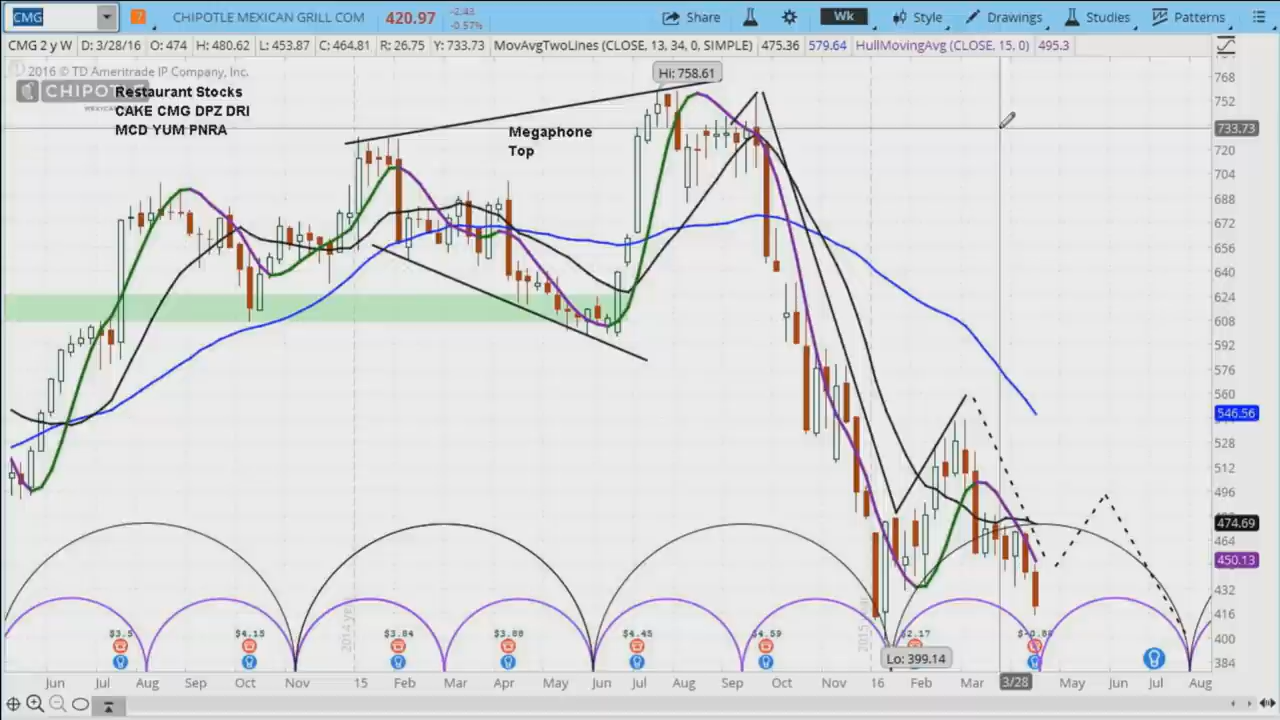 CMG
7
CHIPOTLE MEXICAN GRILL COM
420.97
-2.43
-0.57%
Share
Wk
Style
Drawings
Studies
Patterns
CMG 2 y W D: 3/28/16 O: 474 H: 480.62 L: 453.87 C: 464.81 R: 26.75 Y: 733.73 MovAvgTwoLines (CLOSE, 13, 34, 0, SIMPLE) 475.36 579.64 HullMovingAvg (CLOSE, 15, 0) 495.3
2016 © TD Ameritrade IP Company, Inc.
Hi: 758.61
Restaurant Stocks
CAKE CMG DPZ DRI
MCD YUM PNRA
Megaphone
Top
768
752
733.73
720
704
688
672
656
640
624
608
592
576
560
546.56
528
512
496
474.69
464
450.13
432
416
400
384
$4.15
$3.84
$3.88
$4.45
$4.59
Lo: 399.14
Jun Jul Aug Sep Oct Nov Feb Mar Apr May Jun Jul Aug Sep Oct Nov 16 Feb Mar 3/28 May Jun Jul Aug